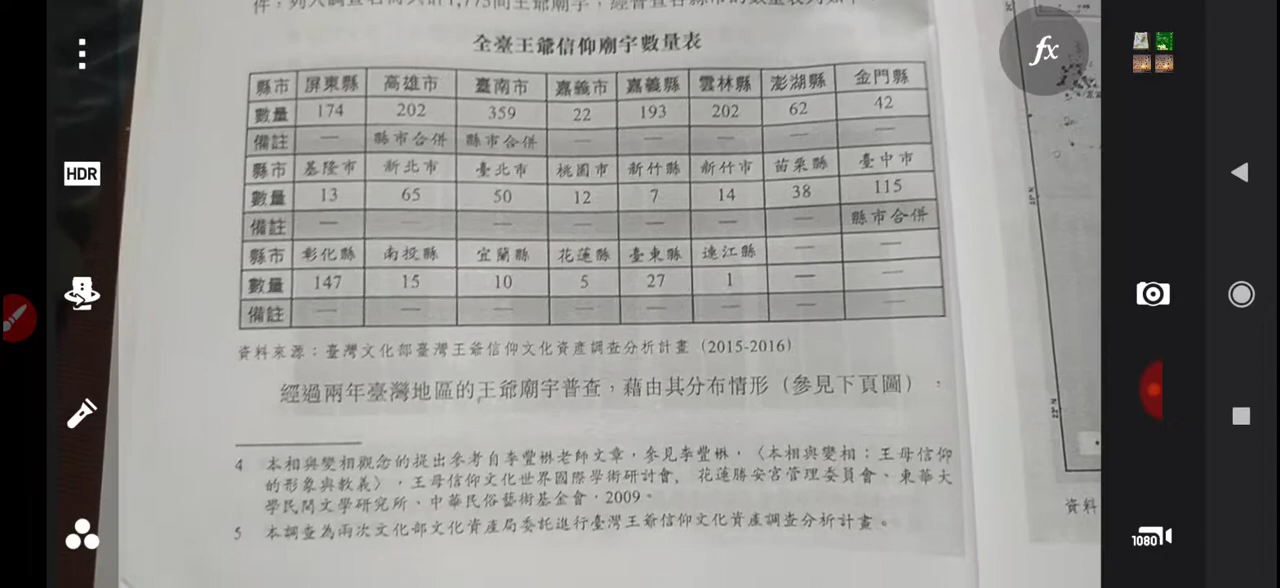 全臺王爺信仰廟宇數量表
縣市 屏東縣 高雄市 臺南市 嘉義市 嘉義縣 雲林縣 澎湖縣 金門縣
數量 174 202 359 22 193 202 62 42
備註 — 縣市合併 縣市合併 — — — — —
縣市 基隆市 新北市 臺北市 桃園市 新竹縣 新竹市 苗栗縣 臺中市
數量 13 65 50 12 7 14 38 115
備註 — — — — — — — 縣市合併
縣市 彰化縣 南投縣 宜蘭縣 花蓮縣 臺東縣 連江縣 — —
數量 147 15 10 5 27 1 — —
備註 — — — — — — — —
資料來源：臺灣文化部臺灣王爺信仰文化資產調查分析計畫（2015-2016）
經過兩年臺灣地區的王爺廟宇普查，藉由其分布情形（參見下頁圖），
4 本相與變相觀念的提出參考自李豐楙老師文章，參見李豐楙，〈本相與變相：王母信仰
的形象與教義〉，王母信仰文化世界國際學術研討會，花蓮勝安宮管理委員會、東華大
學民間文學研究所、中華民俗藝術基金會，2009。
5 本調查為兩次文化部文化資產局委託進行臺灣王爺信仰文化資產調查分析計畫。
資料
HDR
fx
1080